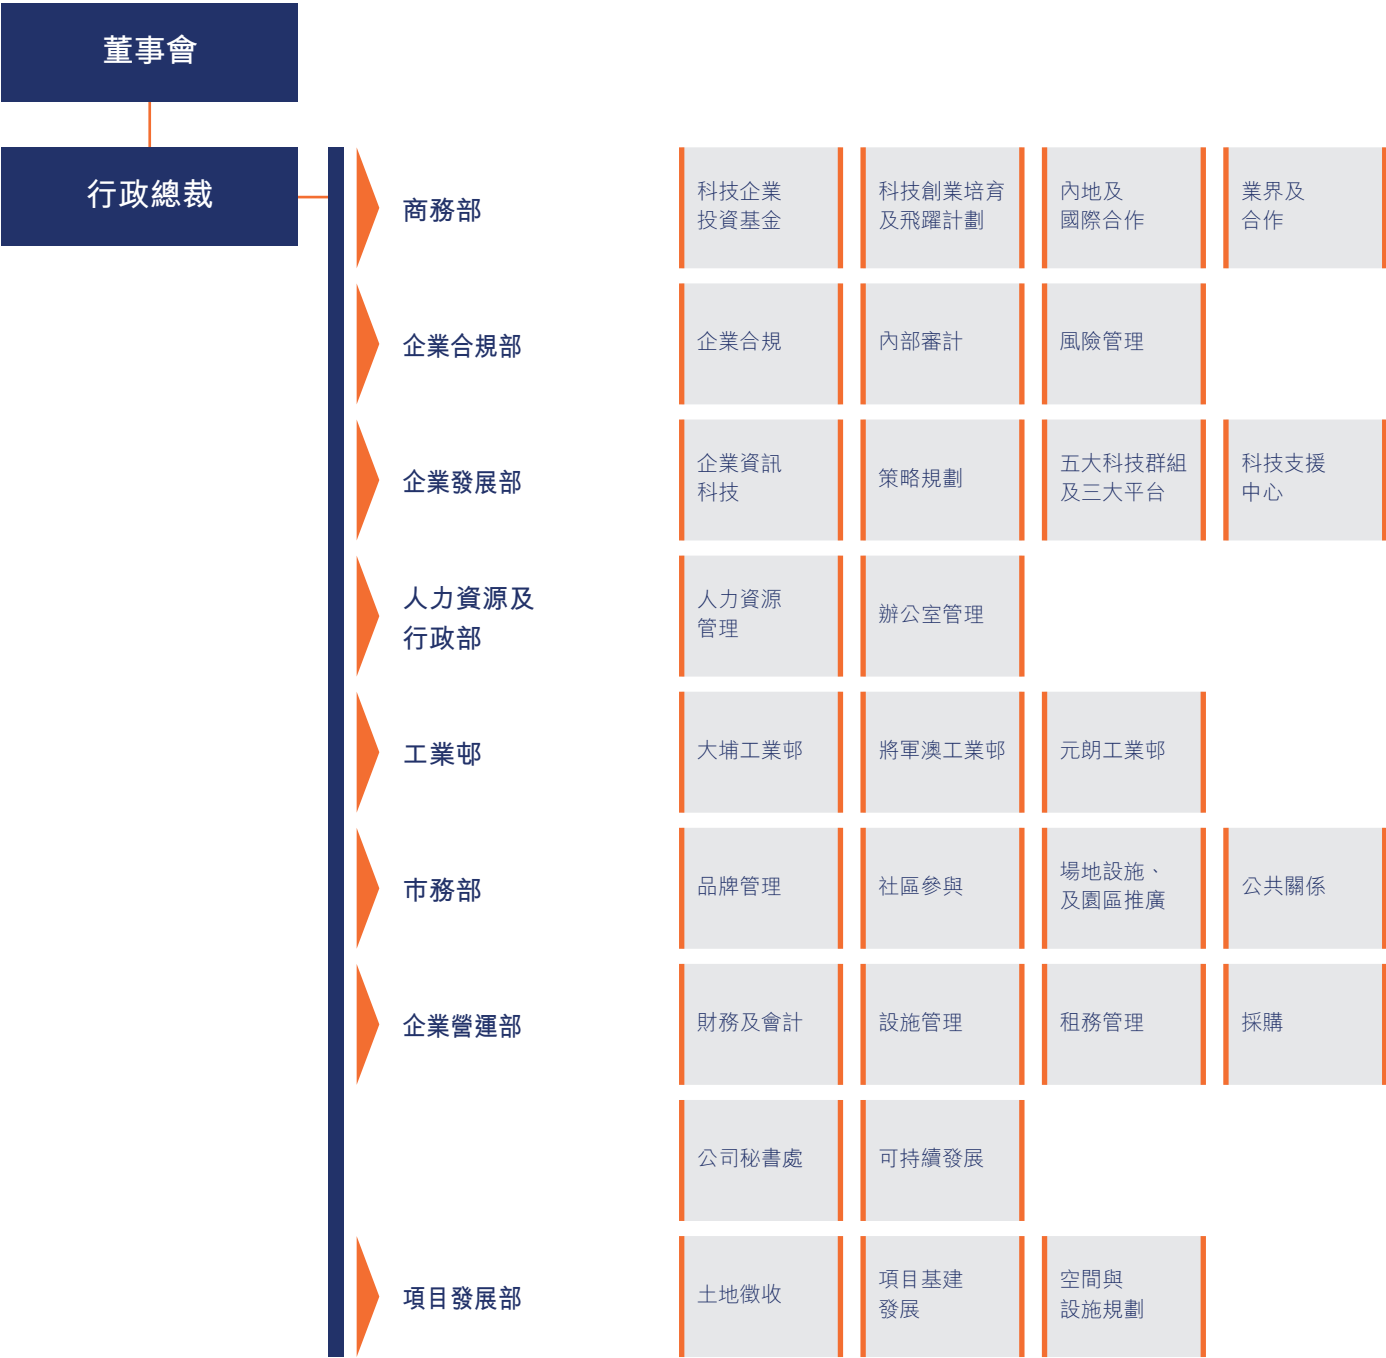 董事會
行政總裁
商務部
科技企業
投資基金
科技創業培育
及飛躍計劃
內地及
國際合作
業界及
合作
企業合規部
企業合規
內部審計
風險管理
企業發展部
企業資訊
科技
策略規劃
五大科技群組
及三大平台
科技支援
中心
人力資源及
行政部
人力資源
管理
辦公室管理
工業邨
大埔工業邨
將軍澳工業邨
元朗工業邨
市務部
品牌管理
社區參與
場地設施、
及園區推廣
公共關係
企業營運部
財務及會計
設施管理
租務管理
採購
公司秘書處
可持續發展
項目發展部
土地徵收
項目基建
發展
空間與
設施規劃